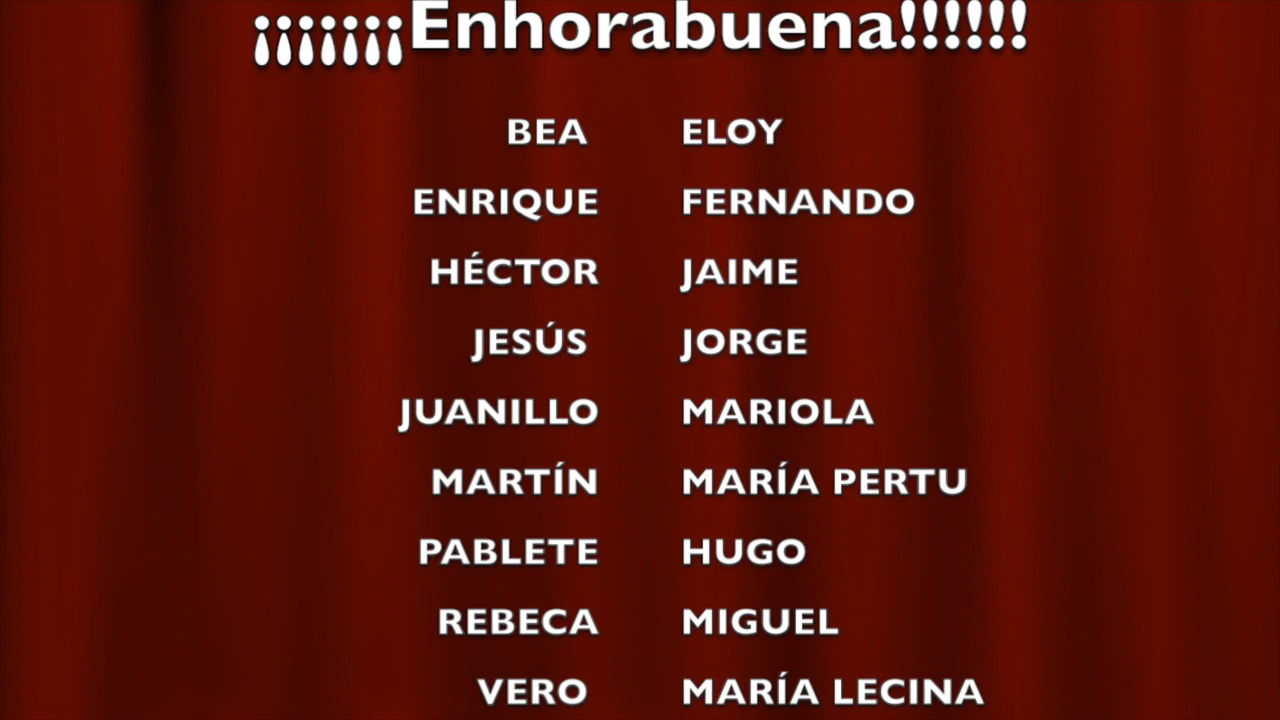 ¡¡¡¡¡¡¡Enhorabuena!!!!!!
BEA ELOY
ENRIQUE FERNANDO
HÉCTOR JAIME
JESÚS JORGE
JUANILLO MARIOLA
MARTÍN MARÍA PERTU
PABLETE HUGO
REBECA MIGUEL
VERO MARÍA LECINA